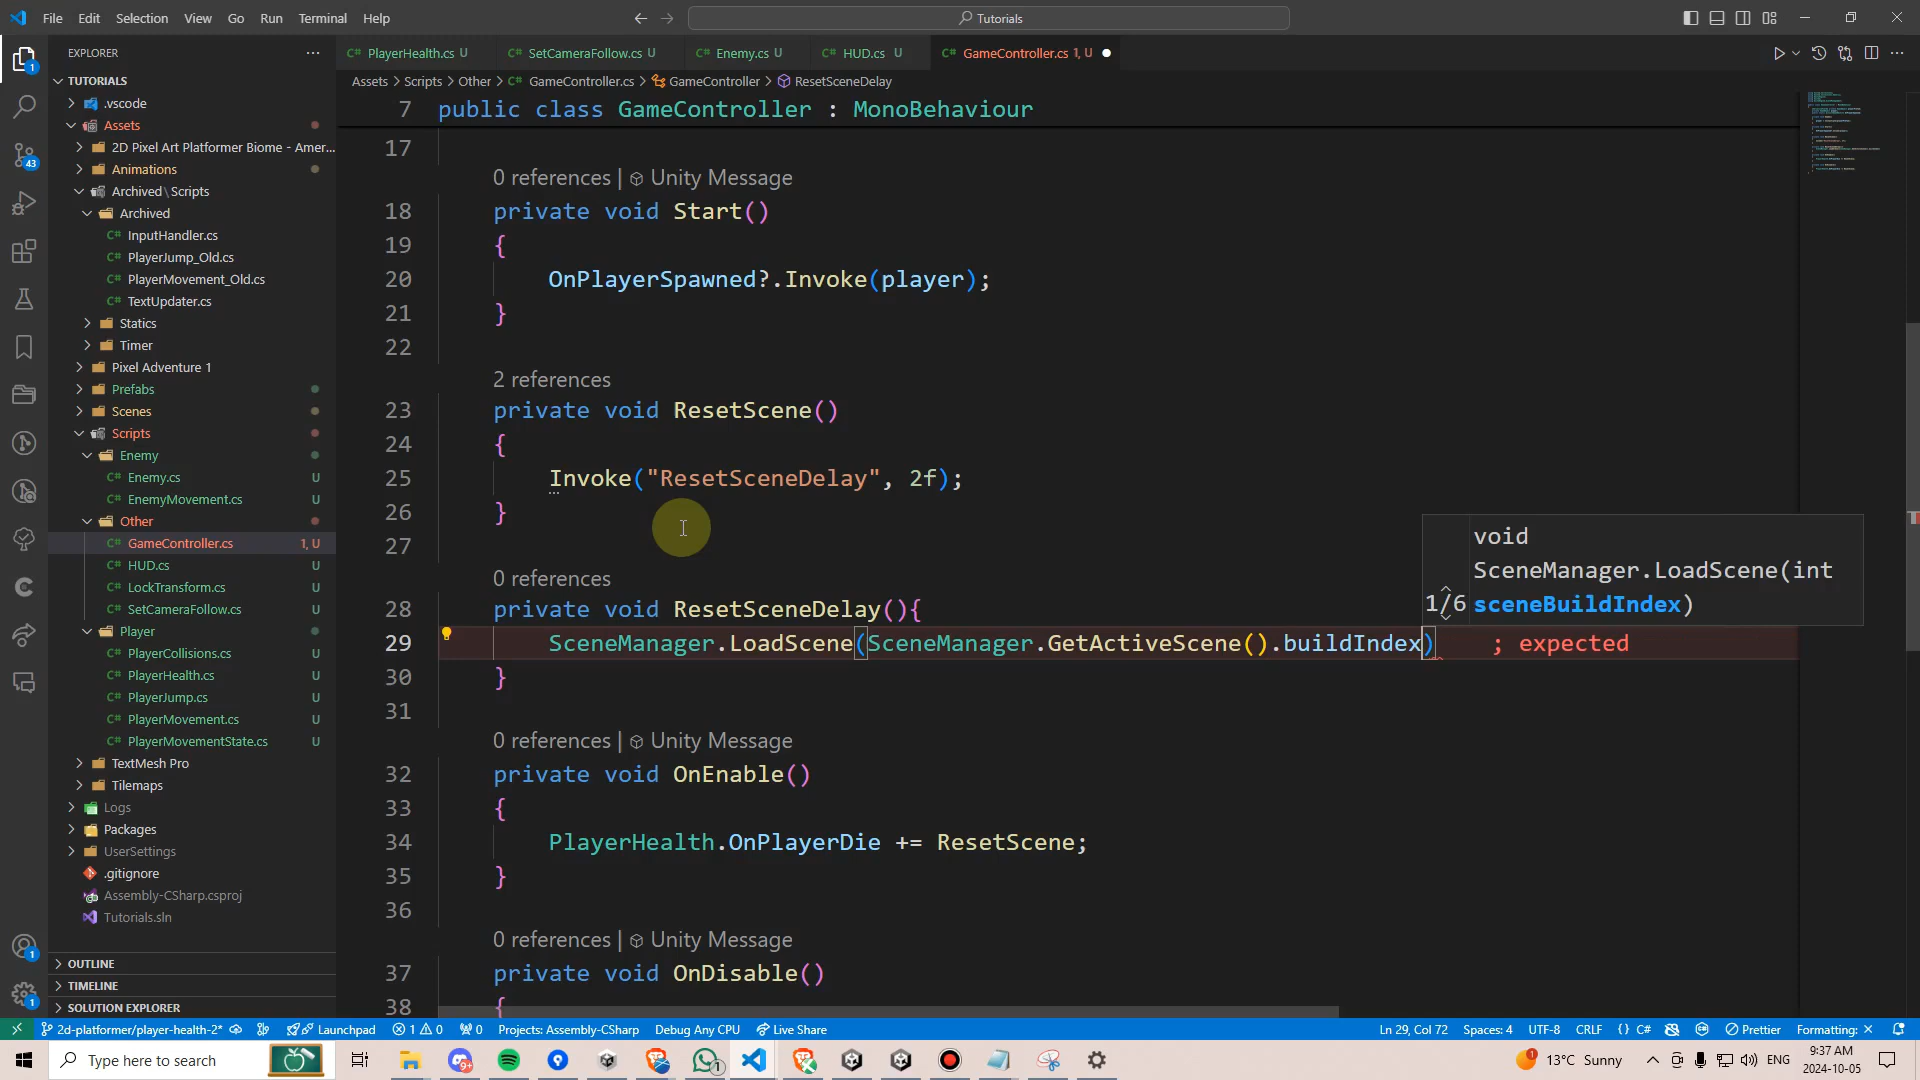 File Edit Selection View Go Run Terminal Help
Tutorials
EXPLORER
PlayerHealth.cs U
SetCameraFollow.cs U
Enemy.cs U
HUD.cs U
GameController.cs 1, U
Assets > Scripts > Other > GameController.cs > GameController > ResetSceneDelay
TUTORIALS
.vscode
Assets
2D Pixel Art Platformer Biome - Amer...
Animations
Archived \ Scripts
Archived
InputHandler.cs
PlayerJump_Old.cs
PlayerMovement_Old.cs
TextUpdater.cs
Statics
Timer
Pixel Adventure 1
Prefabs
Scenes
Scripts
Enemy
Enemy.cs U
EnemyMovement.cs U
Other
GameController.cs 1, U
HUD.cs U
LockTransform.cs U
SetCameraFollow.cs U
Player
PlayerCollisions.cs U
PlayerHealth.cs U
PlayerJump.cs U
PlayerMovement.cs U
PlayerMovementState.cs U
TextMesh Pro
Tilemaps
Logs
Packages
UserSettings
.gitignore
Assembly-CSharp.csproj
Tutorials.sln
OUTLINE
TIMELINE
SOLUTION EXPLORER
1
43
1
1
7 public class GameController : MonoBehaviour
17
0 references | Unity Message
18 private void Start()
19 {
20 OnPlayerSpawned?.Invoke(player);
21 }
22
2 references
23 private void ResetScene()
24 {
25 Invoke("ResetSceneDelay", 2f);
26 }
27
0 references
28 private void ResetSceneDelay(){
29 SceneManager.LoadScene(SceneManager.GetActiveScene().buildIndex) ; expected
30 }
31
0 references | Unity Message
32 private void OnEnable()
33 {
34 PlayerHealth.OnPlayerDie += ResetScene;
35 }
36
0 references | Unity Message
37 private void OnDisable()
38 {
void
SceneManager.LoadScene(int
1/6 sceneBuildIndex)
2d-platformer/player-health-2* Launchpad 1 0 0 Projects: Assembly-CSharp Debug Any CPU Live Share
Ln 29, Col 72 Spaces: 4 UTF-8 CRLF { } C# Prettier Formatting: ×
Type here to search
9+
1
13°C Sunny
ENG
9:37 AM
2024-10-05